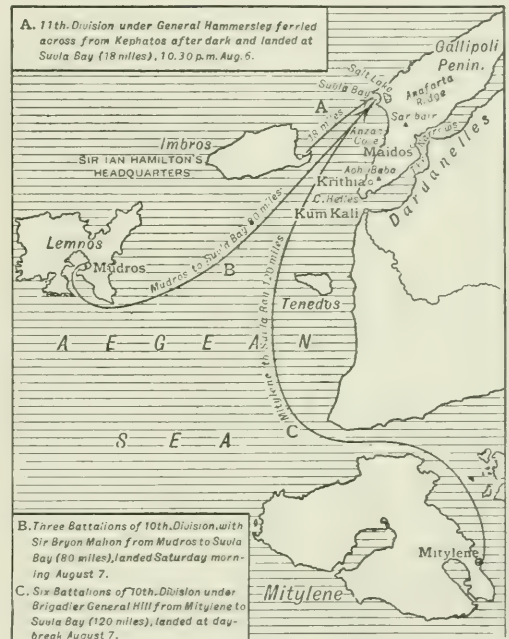 A. 11th. Division under General Hammersley ferried
across from Kephatos after dark and landed at
Suvla Bay (18 miles), 10.30 p.m. Aug. 6.
Gallipoli
Penin.
Salt Lake
Suvla Bay
Anafarta
Ridge
A
18 miles
Sar bair
Anzac
Cove
Narrows
Maidos
Imbros
SIR IAN HAMILTON'S
HEADQUARTERS
Achi Baba
Krithia
C. Helles
Kum Kali
Dardanelles
Lemnos
Mudros
Mudros to Suvla Bay 80 miles
B
Tenedos
Mitylene to Suvla Bay 120 miles
AEGEAN
SEA
C
Mitylene
Mitylene
B. Three Battalions of 10th. Division, with
Sir Bryon Mahon from Mudros to Suvla
Bay (80 miles), landed Saturday morn-
ing August 7.
C. Six Battalions of 10th. Division under
Brigadier General Hill from Mitylene to
Suvla Bay (120 miles), landed at day-
break August 7.